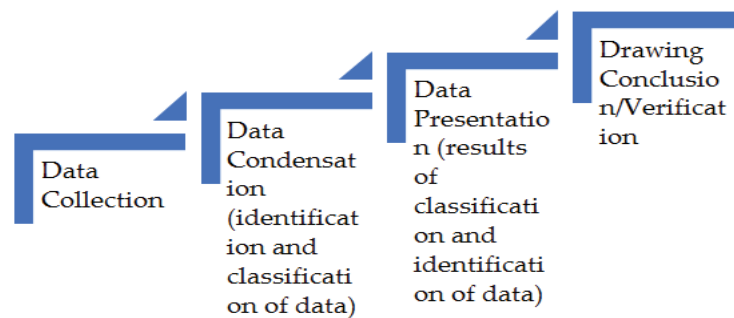 Data
Collection
Data
Condensat
ion
(identificat
ion and
classificati
on of data)
Data
Presentatio
n (results
of
classificati
on and
identificati
on of data)
Drawing
Conclusio
n/Verificat
ion